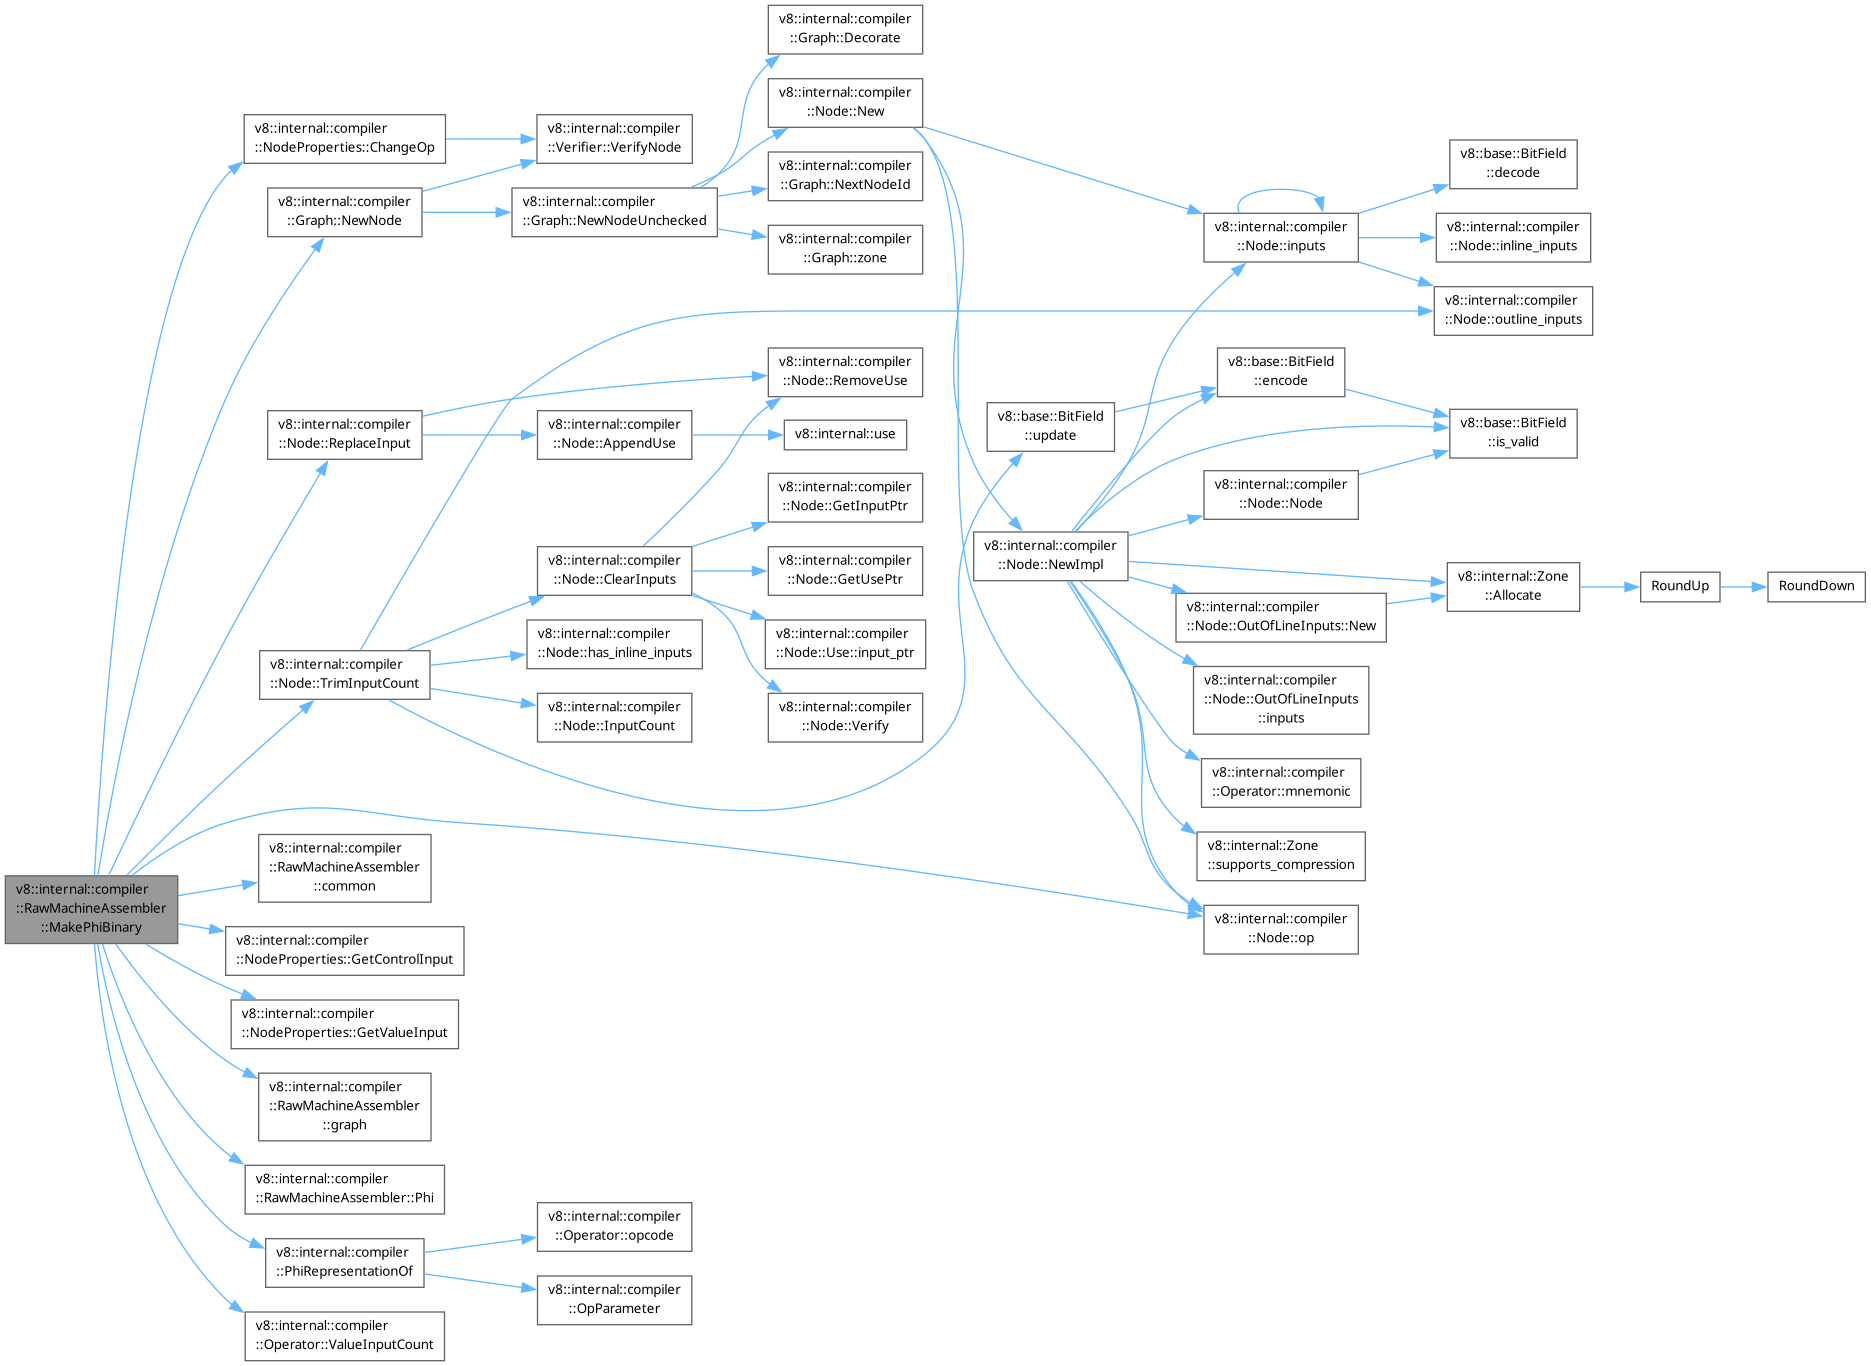 v8::internal::compiler
::RawMachineAssembler
::MakePhiBinary
v8::internal::compiler
::NodeProperties::ChangeOp
v8::internal::compiler
::Graph::NewNode
v8::internal::compiler
::Node::ReplaceInput
v8::internal::compiler
::Node::TrimInputCount
v8::internal::compiler
::RawMachineAssembler
::common
v8::internal::compiler
::NodeProperties::GetControlInput
v8::internal::compiler
::NodeProperties::GetValueInput
v8::internal::compiler
::RawMachineAssembler
::graph
v8::internal::compiler
::RawMachineAssembler::Phi
v8::internal::compiler
::PhiRepresentationOf
v8::internal::compiler
::Operator::ValueInputCount
v8::internal::compiler
::Verifier::VerifyNode
v8::internal::compiler
::Graph::NewNodeUnchecked
v8::internal::compiler
::Node::AppendUse
v8::internal::compiler
::Node::ClearInputs
v8::internal::compiler
::Node::has_inline_inputs
v8::internal::compiler
::Node::InputCount
v8::internal::compiler
::Operator::opcode
v8::internal::compiler
::OpParameter
v8::internal::compiler
::Graph::Decorate
v8::internal::compiler
::Node::New
v8::internal::compiler
::Graph::NextNodeId
v8::internal::compiler
::Graph::zone
v8::internal::compiler
::Node::RemoveUse
v8::internal::use
v8::internal::compiler
::Node::GetInputPtr
v8::internal::compiler
::Node::GetUsePtr
v8::internal::compiler
::Node::Use::input_ptr
v8::internal::compiler
::Node::Verify
v8::base::BitField
::update
v8::internal::compiler
::Node::NewImpl
v8::internal::compiler
::Node::inputs
v8::base::BitField
::encode
v8::internal::compiler
::Node::Node
v8::internal::compiler
::Node::OutOfLineInputs::New
v8::internal::compiler
::Node::OutOfLineInputs
::inputs
v8::internal::compiler
::Operator::mnemonic
v8::internal::Zone
::supports_compression
v8::internal::compiler
::Node::op
v8::base::BitField
::decode
v8::internal::compiler
::Node::inline_inputs
v8::internal::compiler
::Node::outline_inputs
v8::base::BitField
::is_valid
v8::internal::Zone
::Allocate
RoundUp
RoundDown